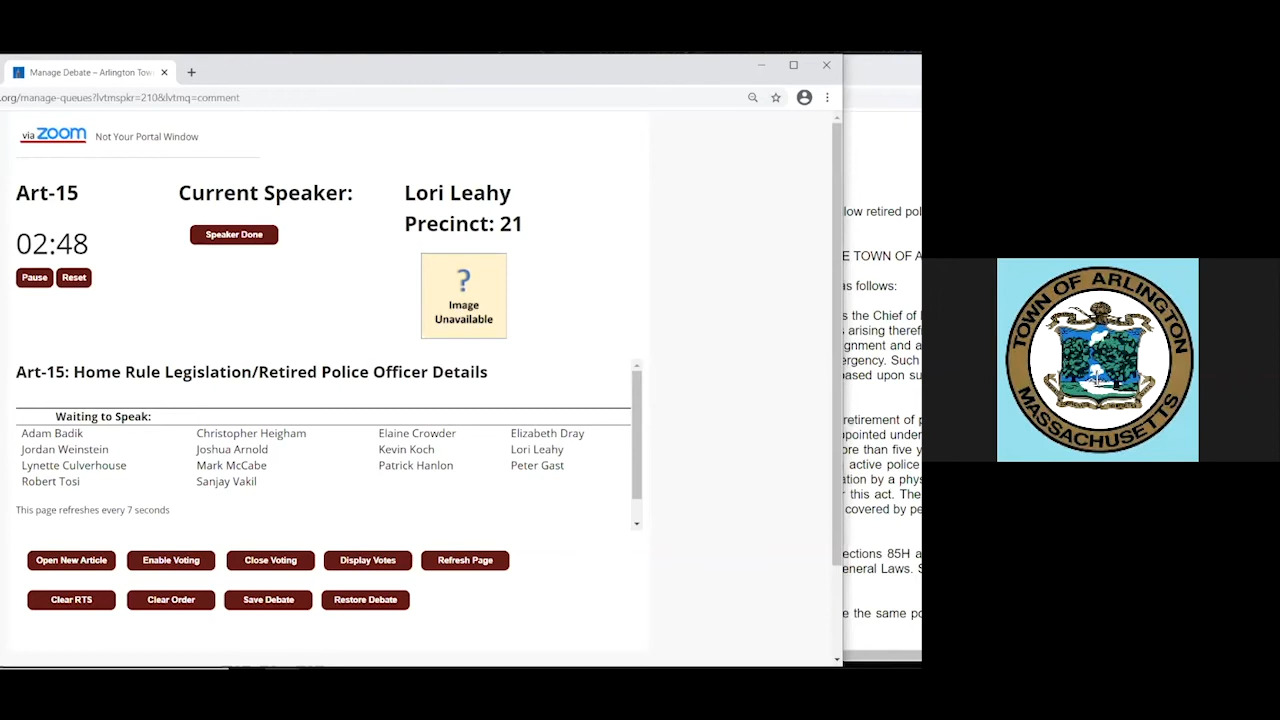 Manage Debate – Arlington Tow
.org/manage-queues?lvtmspkr=210&lvtmq=comment
via zoom Not Your Portal Window
Art-15 Current Speaker: Lori Leahy
Precinct: 21
Speaker Done
02:48
Pause Reset
?
Image
Unavailable
Art-15: Home Rule Legislation/Retired Police Officer Details
Waiting to Speak:
Adam Badik Christopher Heigham Elaine Crowder Elizabeth Dray
Jordan Weinstein Joshua Arnold Kevin Koch Lori Leahy
Lynette Culverhouse Mark McCabe Patrick Hanlon Peter Gast
Robert Tosi Sanjay Vakil
This page refreshes every 7 seconds
Open New Article Enable Voting Close Voting Display Votes Refresh Page
Clear RTS Clear Order Save Debate Restore Debate
low retired pol
E TOWN OF A
as follows:
s the Chief of
s arising theref
ignment and a
ergency. Such
based upon su
retirement of p
ppointed under
ore than five y
active police
ation by a phys
r this act. The
covered by pe
ections 85H a
eneral Laws. S
e the same po
TOWN OF ARLINGTON
MASSACHUSETTS